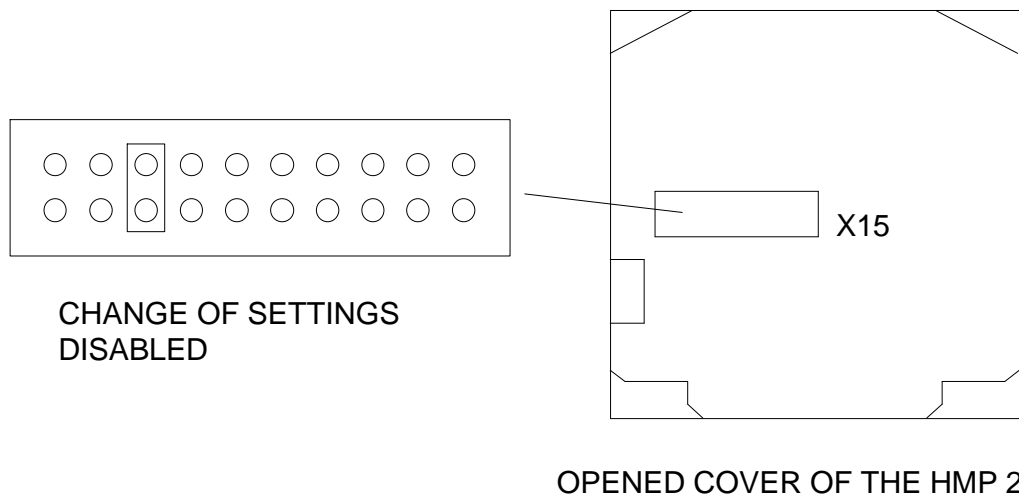 X15
CHANGE OF SETTINGS
DISABLED
OPENED COVER OF THE HMP 2